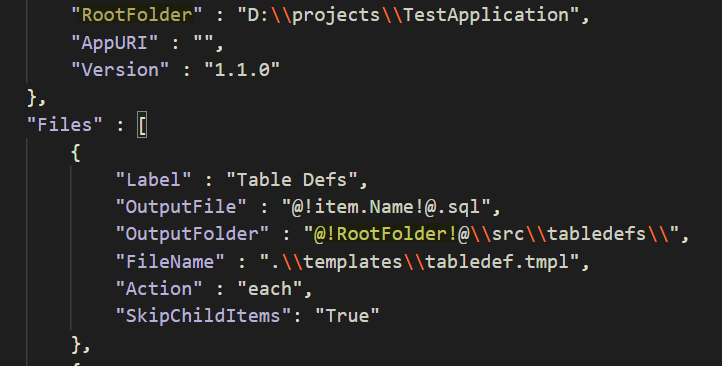 "RootFolder" : "D:\\projects\\TestApplication",
"AppURI" : "",
"Version" : "1.1.0"
},
"Files" : [
{
"Label" : "Table Defs",
"OutputFile" : "@!item.Name!@.sql",
"OutputFolder" : "@!RootFolder!@\\src\\tabledefs\\",
"FileName" : ".\\templates\\tabledef.tmpl",
"Action" : "each",
"SkipChildItems": "True"
},